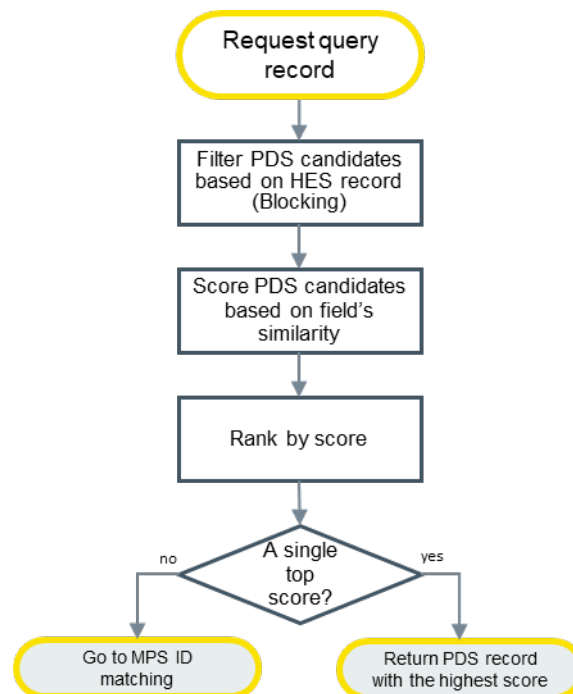 Request query
record
Filter PDS candidates
based on HES record
(Blocking)
Score PDS candidates
based on field's
similarity
Rank by score
A single
top
score?
no
yes
Go to MPS ID
matching
Return PDS record
with the highest score